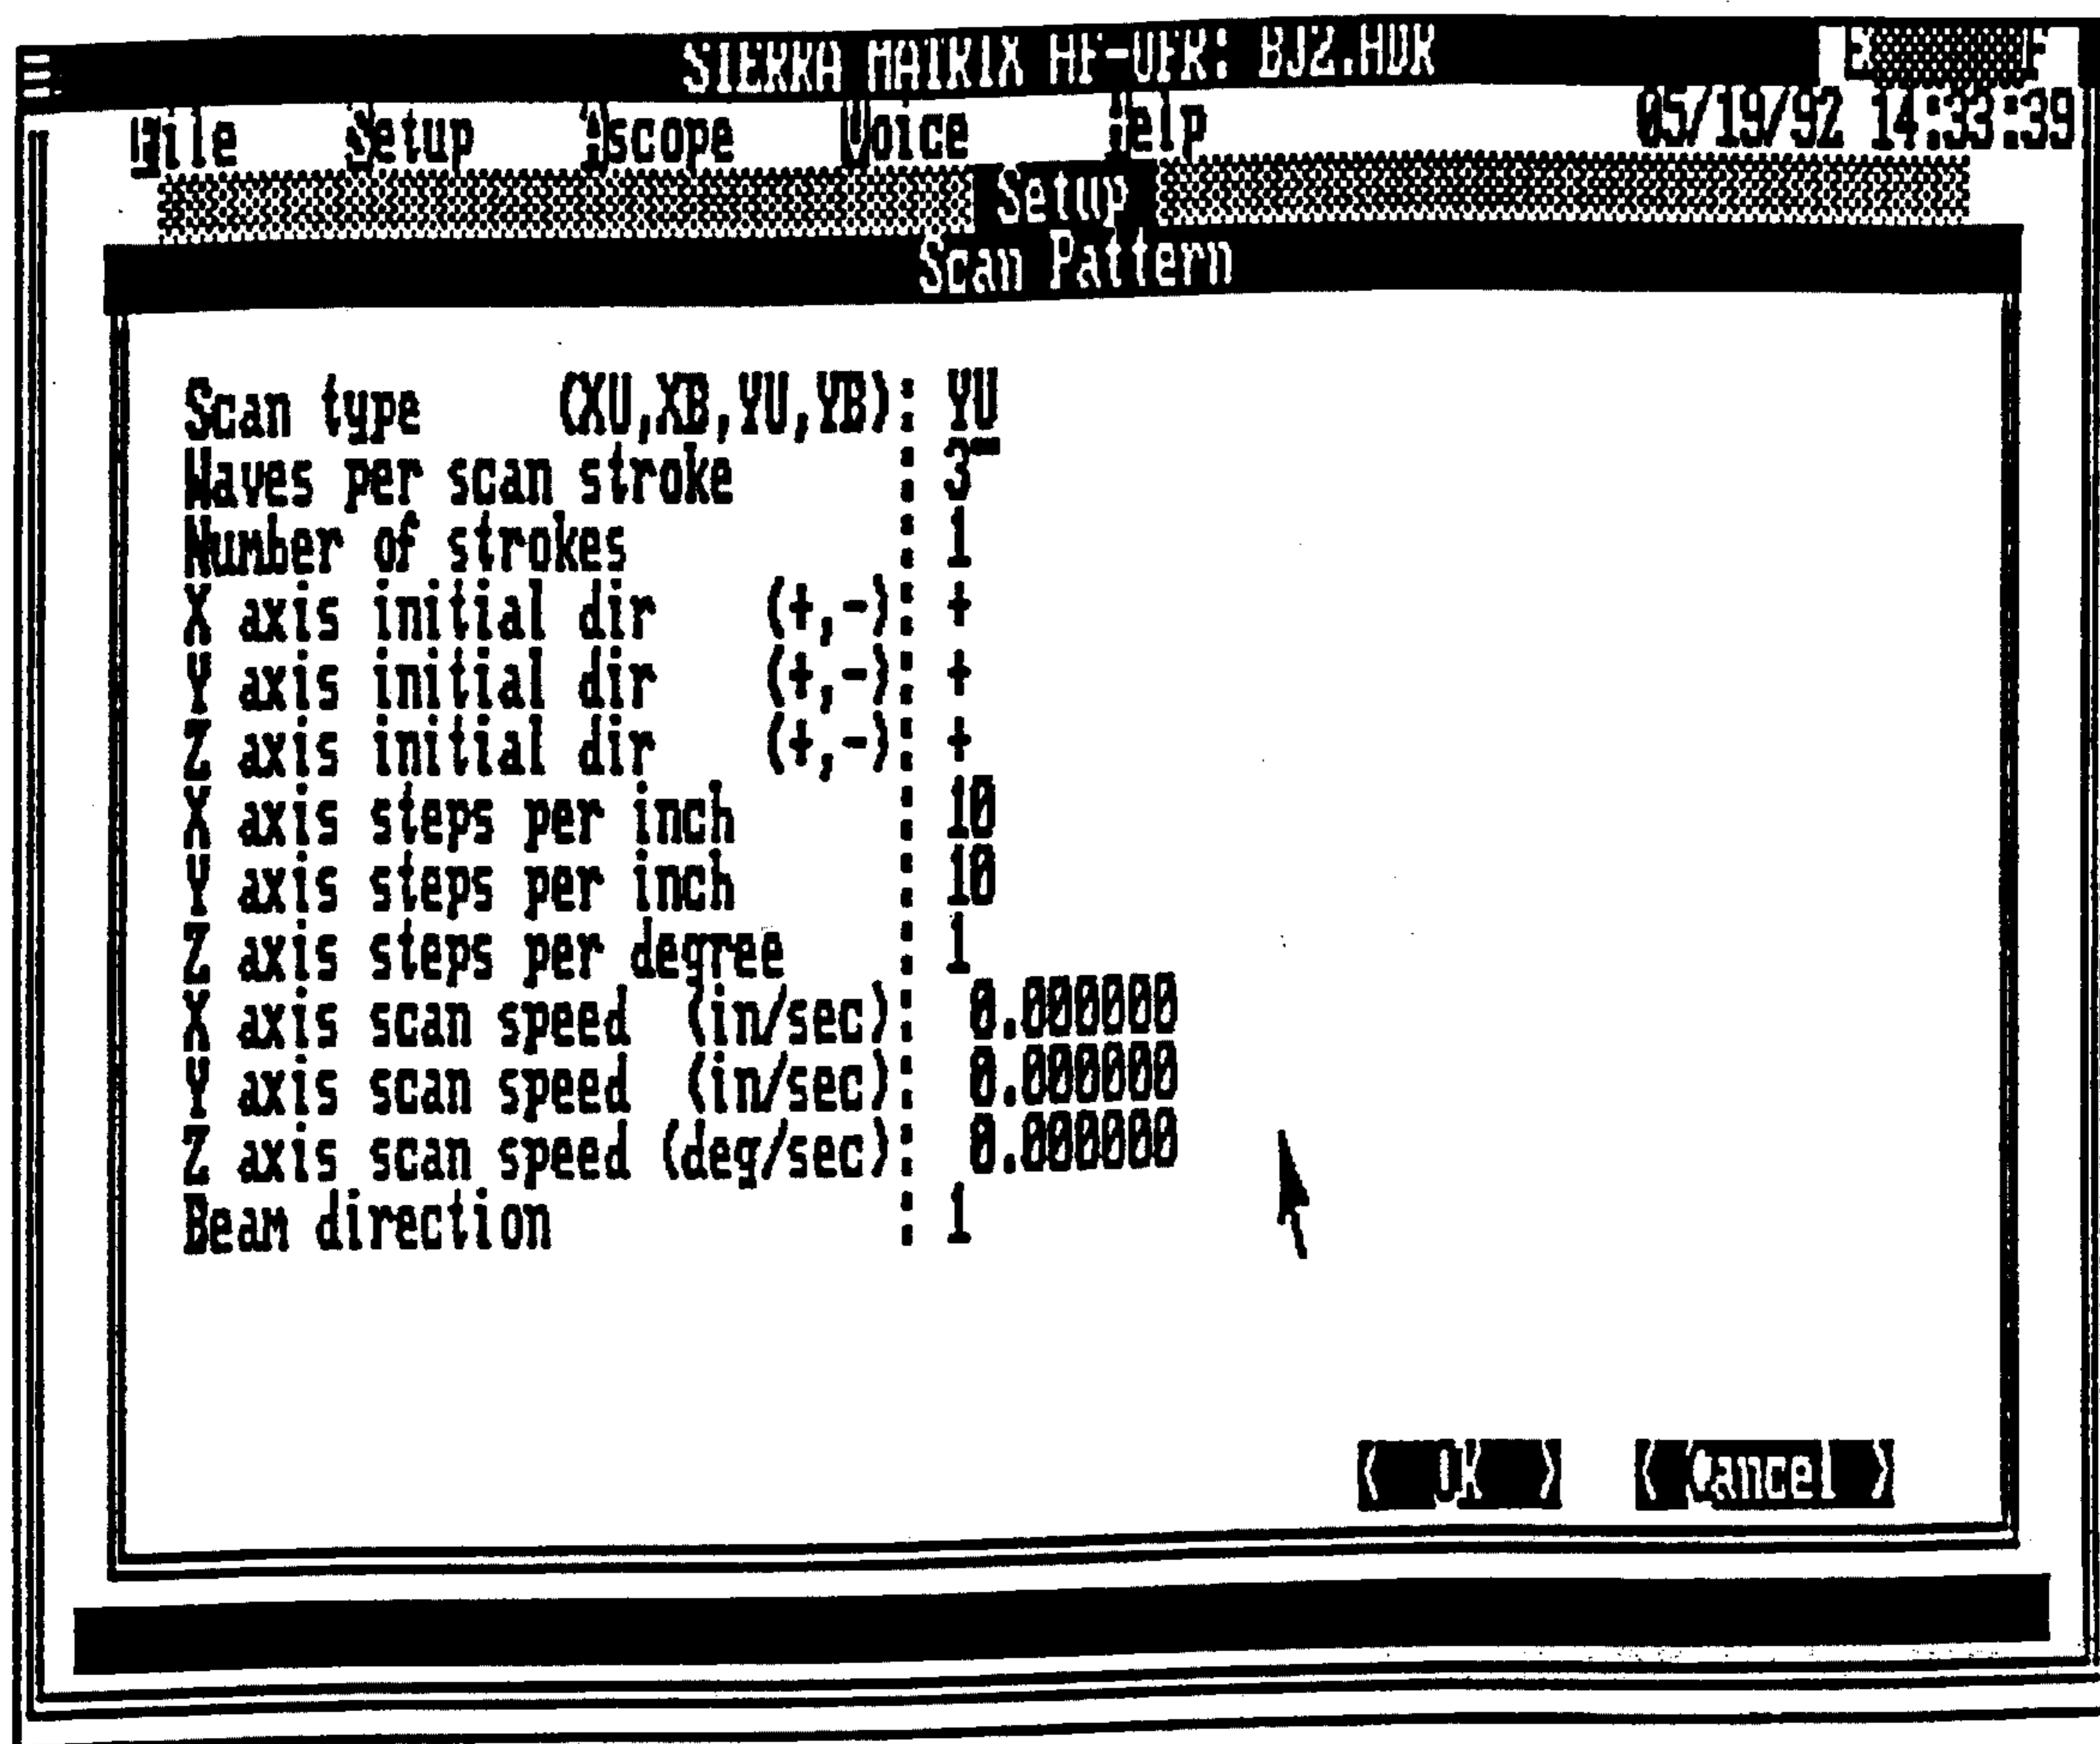 SIERRA MATRIX HF-UFR: BJ2.HDR
File Setup Ascope Voice Help 05/19/92 14:33:39
Setup
Scan Pattern
Scan type (XU,XB,YU,YB): YU
Waves per scan stroke : 3
Number of strokes : 1
X axis initial dir (+,-): +
Y axis initial dir (+,-): +
Z axis initial dir (+,-): +
X axis steps per inch : 10
Y axis steps per inch : 10
Z axis steps per degree : 1
X axis scan speed (in/sec): 0.000000
Y axis scan speed (in/sec): 0.000000
Z axis scan speed (deg/sec): 0.000000
Beam direction : 1
< OK > < Cancel >